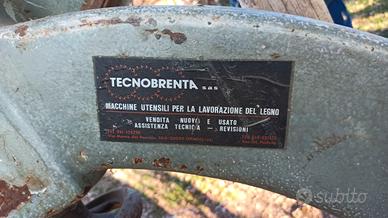 TECNOBRENTA s a s
MACCHINE UTENSILI PER LA LAVORAZIONE DEL LEGNO
VENDITA NUOVO E USATO
ASSISTENZA TECNICA - REVISIONI
subito